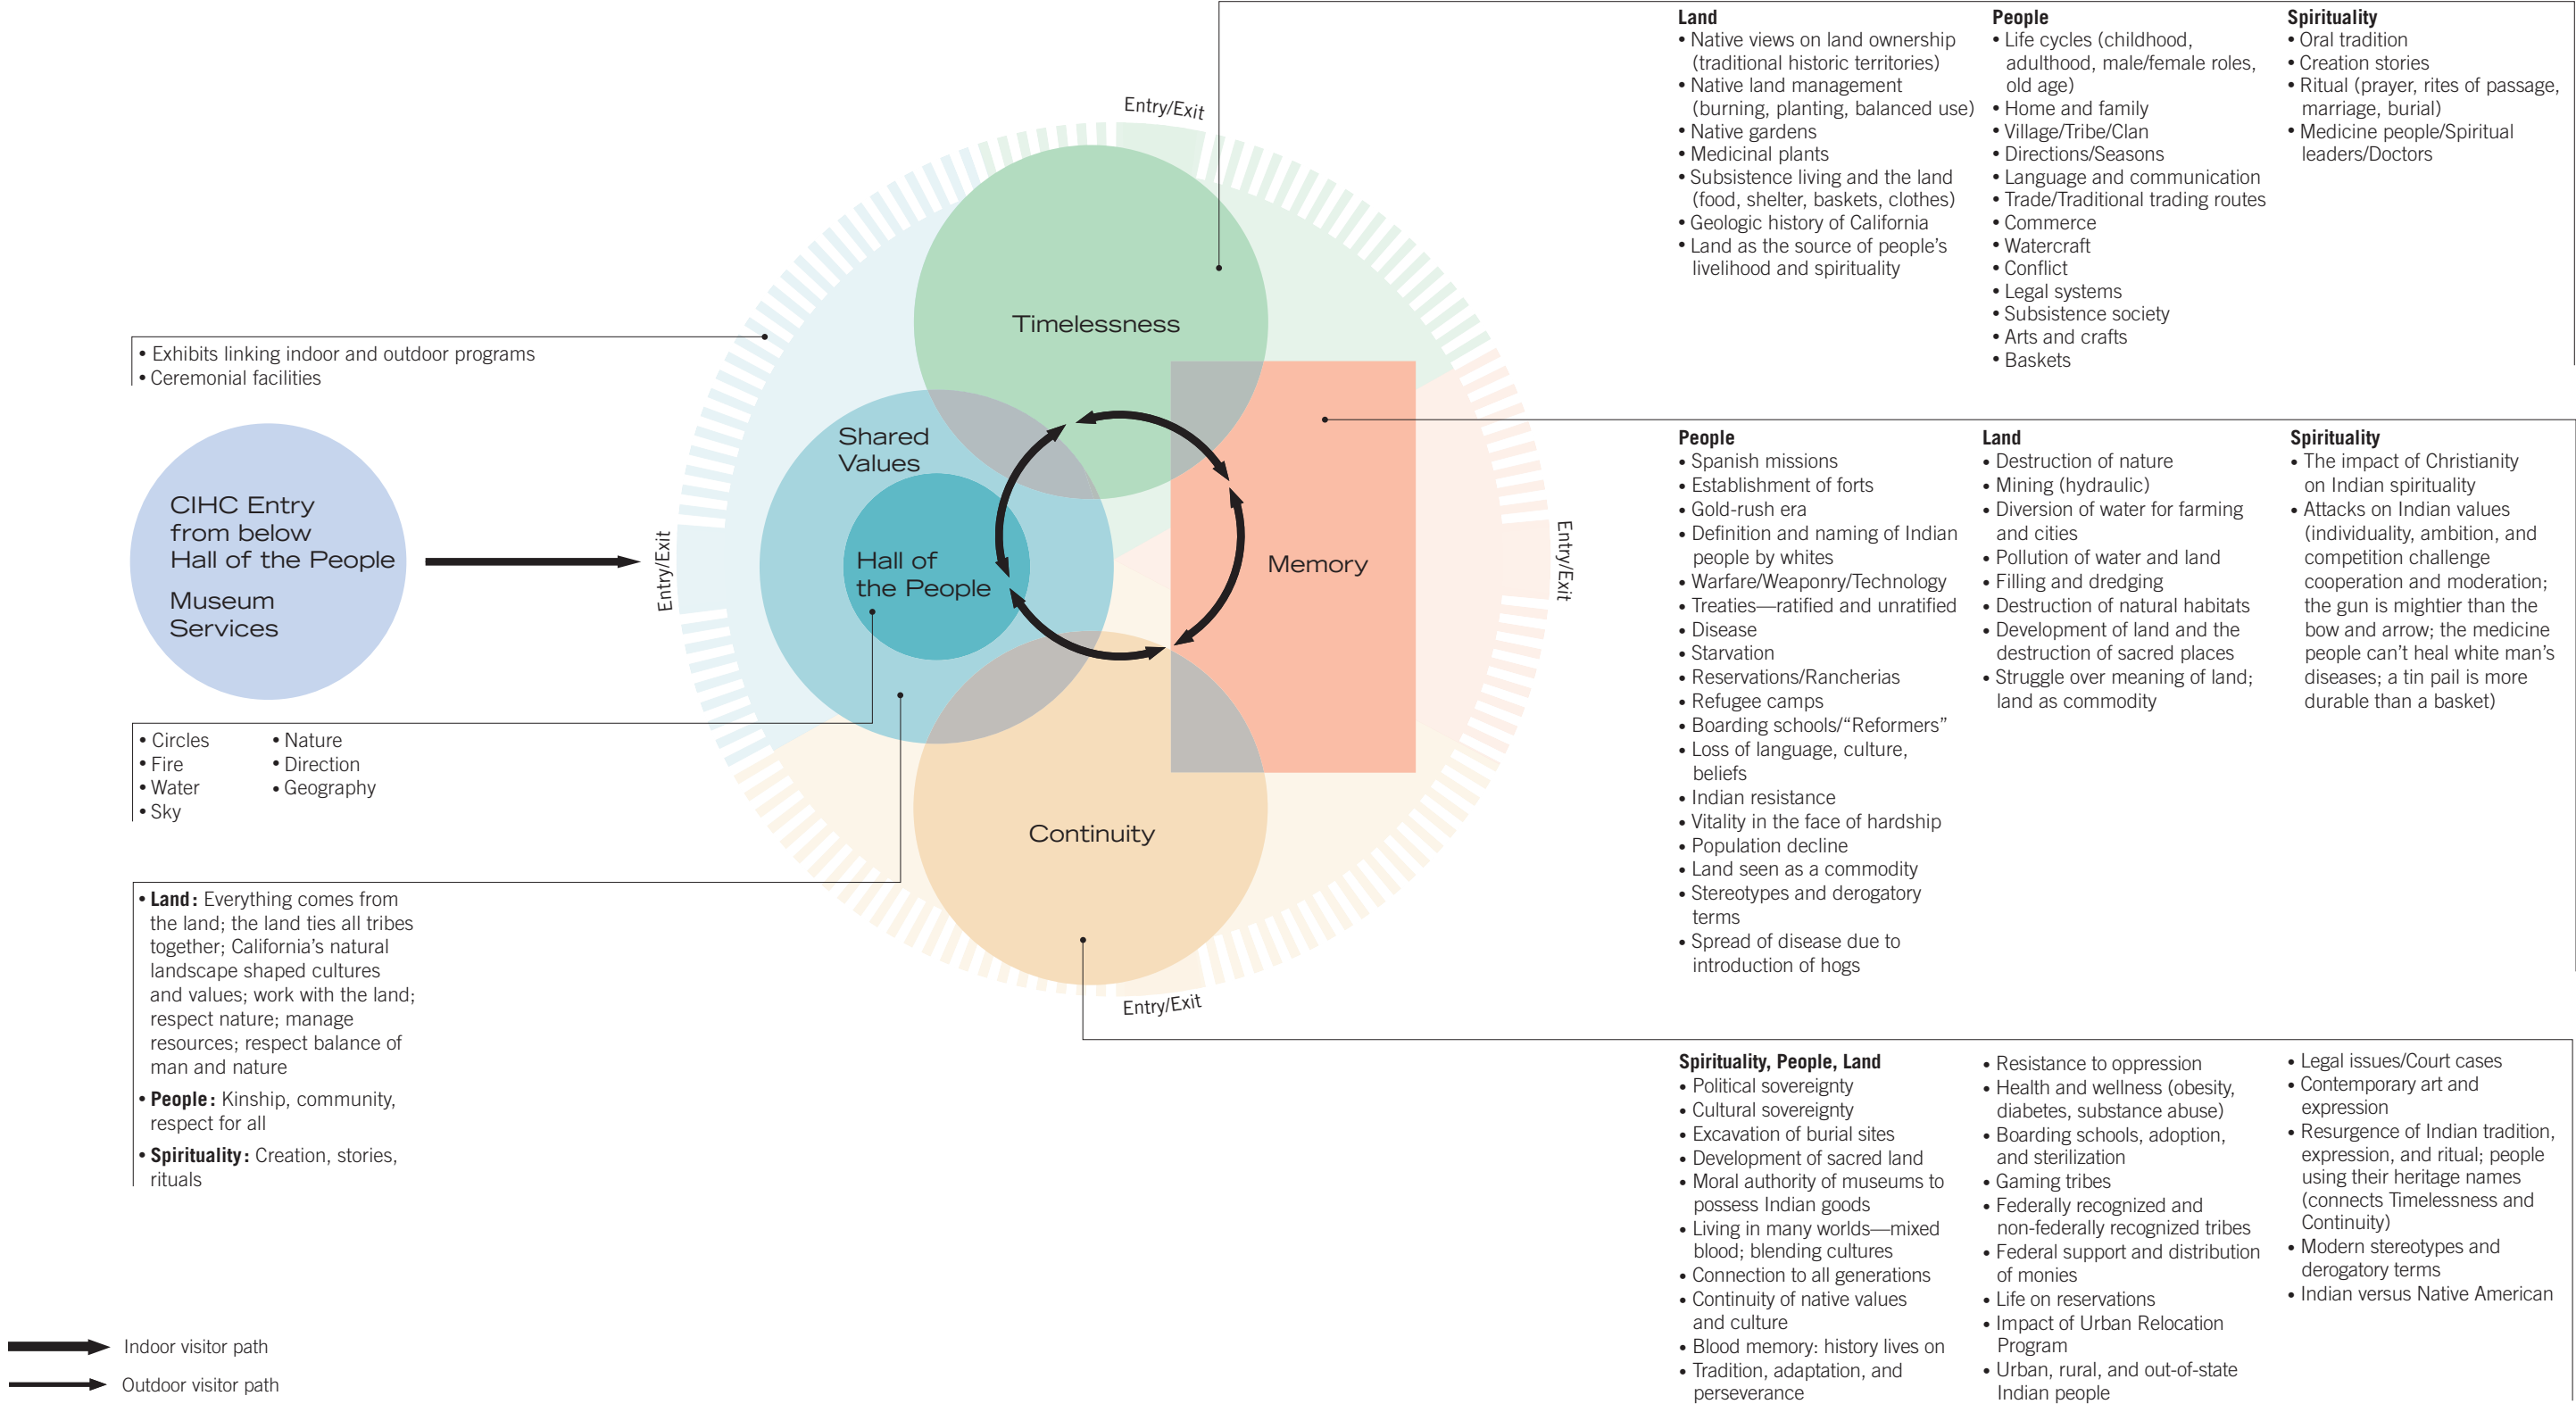 Land
• Native views on land ownership
(traditional historic territories)
• Native land management
(burning, planting, balanced use)
• Native gardens
• Medicinal plants
• Subsistence living and the land
(food, shelter, baskets, clothes)
• Geologic history of California
• Land as the source of people’s
livelihood and spirituality
People
• Life cycles (childhood,
adulthood, male/female roles,
old age)
• Home and family
• Village/Tribe/Clan
• Directions/Seasons
• Language and communication
• Trade/Traditional trading routes
• Commerce
• Watercraft
• Conflict
• Legal systems
• Subsistence society
• Arts and crafts
• Baskets
Spirituality
• Oral tradition
• Creation stories
• Ritual (prayer, rites of passage,
marriage, burial)
• Medicine people/Spiritual
leaders/Doctors
Entry/Exit
Timelessness
• Exhibits linking indoor and outdoor programs
• Ceremonial facilities
Shared
Values
CIHC Entry
from below
Hall of the People
Museum
Services
Entry/Exit
Hall of
the People
Memory
Entry/Exit
People
• Spanish missions
• Establishment of forts
• Gold-rush era
• Definition and naming of Indian
people by whites
• Warfare/Weaponry/Technology
• Treaties—ratified and unratified
• Disease
• Starvation
• Reservations/Rancherias
• Refugee camps
• Boarding schools/“Reformers”
• Loss of language, culture,
beliefs
• Indian resistance
• Vitality in the face of hardship
• Population decline
• Land seen as a commodity
• Stereotypes and derogatory
terms
• Spread of disease due to
introduction of hogs
Land
• Destruction of nature
• Mining (hydraulic)
• Diversion of water for farming
and cities
• Pollution of water and land
• Filling and dredging
• Destruction of natural habitats
• Development of land and the
destruction of sacred places
• Struggle over meaning of land;
land as commodity
Spirituality
• The impact of Christianity
on Indian spirituality
• Attacks on Indian values
(individuality, ambition, and
competition challenge
cooperation and moderation;
the gun is mightier than the
bow and arrow; the medicine
people can’t heal white man’s
diseases; a tin pail is more
durable than a basket)
• Circles
• Fire
• Water
• Sky
• Nature
• Direction
• Geography
Continuity
Entry/Exit
• Land: Everything comes from
the land; the land ties all tribes
together; California’s natural
landscape shaped cultures
and values; work with the land;
respect nature; manage
resources; respect balance of
man and nature
• People: Kinship, community,
respect for all
• Spirituality: Creation, stories,
rituals
Spirituality, People, Land
• Political sovereignty
• Cultural sovereignty
• Excavation of burial sites
• Development of sacred land
• Moral authority of museums to
possess Indian goods
• Living in many worlds—mixed
blood; blending cultures
• Connection to all generations
• Continuity of native values
and culture
• Blood memory: history lives on
• Tradition, adaptation, and
perseverance
• Resistance to oppression
• Health and wellness (obesity,
diabetes, substance abuse)
• Boarding schools, adoption,
and sterilization
• Gaming tribes
• Federally recognized and
non-federally recognized tribes
• Federal support and distribution
of monies
• Life on reservations
• Impact of Urban Relocation
Program
• Urban, rural, and out-of-state
Indian people
• Legal issues/Court cases
• Contemporary art and
expression
• Resurgence of Indian tradition,
expression, and ritual; people
using their heritage names
(connects Timelessness and
Continuity)
• Modern stereotypes and
derogatory terms
• Indian versus Native American
Indoor visitor path
Outdoor visitor path